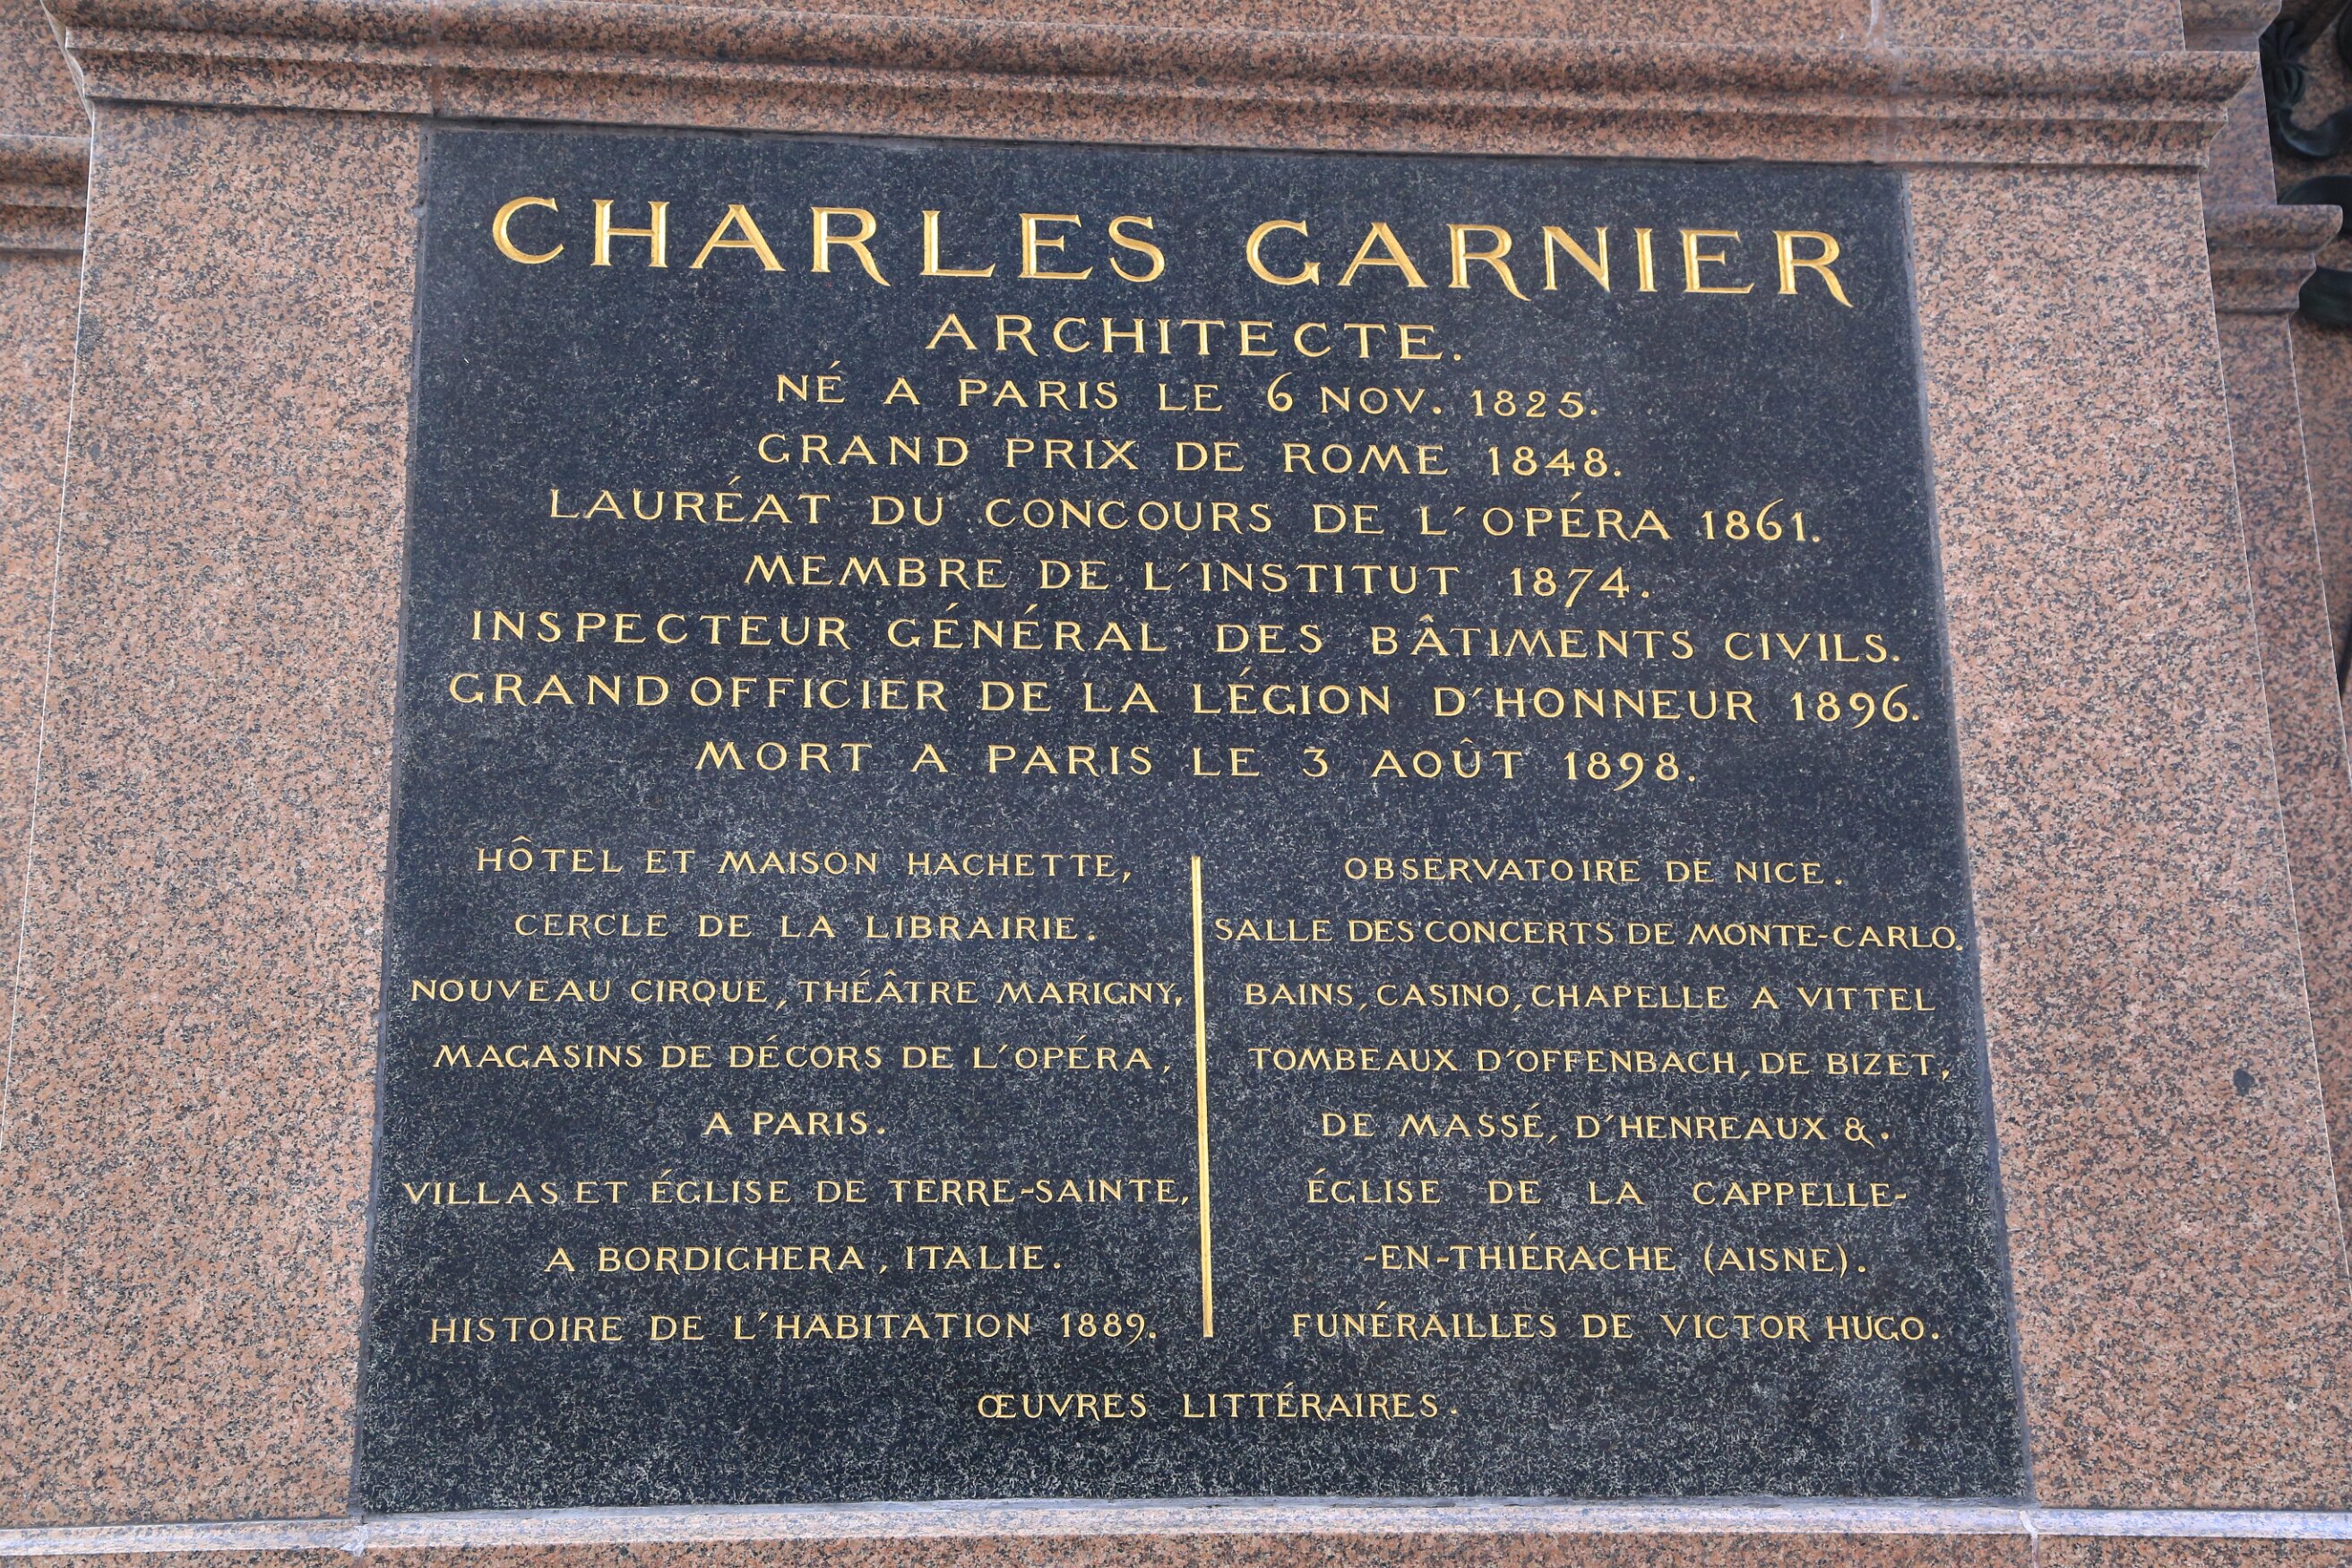 CHARLES GARNIER
ARCHITECTE.
NÉ A PARIS LE 6 NOV. 1825.
GRAND PRIX DE ROME 1848.
LAURÉAT DU CONCOURS DE L'OPÉRA 1861.
MEMBRE DE L'INSTITUT 1874.
INSPECTEUR GÉNÉRAL DES BÂTIMENTS CIVILS.
GRAND OFFICIER DE LA LÉGION D'HONNEUR 1896.
MORT A PARIS LE 3 AOÛT 1898.
HÔTEL ET MAISON HACHETTE,
CERCLE DE LA LIBRAIRIE.
NOUVEAU CIRQUE, THÉÂTRE MARIGNY,
MAGASINS DE DÉCORS DE L'OPÉRA,
A PARIS.
VILLAS ET ÉGLISE DE TERRE-SAINTE,
A BORDIGHERA, ITALIE.
HISTOIRE DE L'HABITATION 1889.
OBSERVATOIRE DE NICE.
SALLE DES CONCERTS DE MONTE-CARLO.
BAINS, CASINO, CHAPELLE A VITTEL
TOMBEAUX D'OFFENBACH, DE BIZET,
DE MASSÉ, D'HENREAUX &.
ÉGLISE DE LA CAPPELLE-
-EN-THIÉRACHE (AISNE).
FUNÉRAILLES DE VICTOR HUGO.
ŒUVRES LITTÉRAIRES.